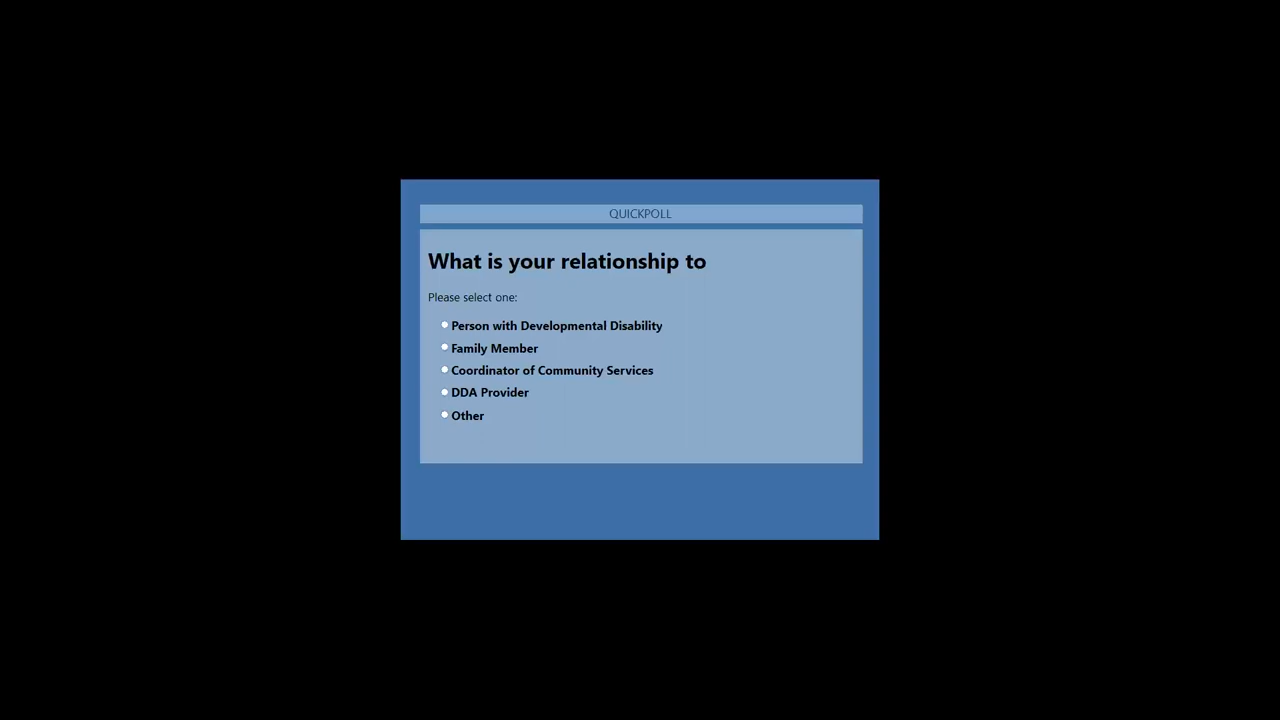 QUICKPOLL
What is your relationship to
Please select one:
Person with Developmental Disability
Family Member
Coordinator of Community Services
DDA Provider
Other